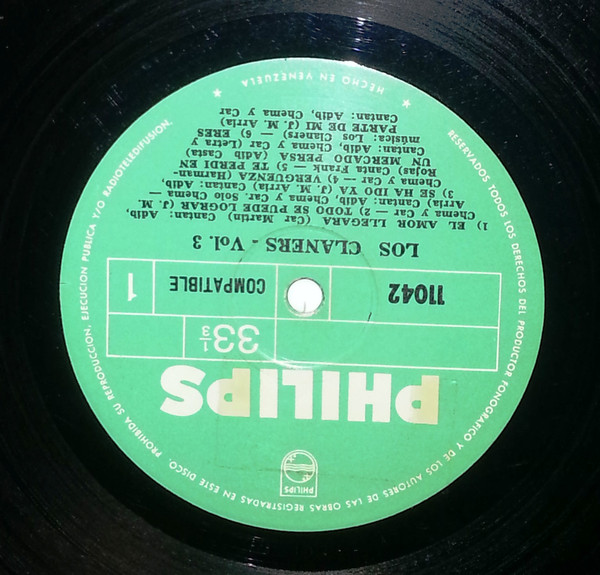 PHILIPS
PHILIPS
33 1/3
11042
COMPATIBLE
1
LOS CLANERS - Vol. 3
1) EL AMOR LLEGARA (Car Martin) Cantan: Adib,
Chema y Car — 2) TODO SE PUEDE LOGRAR (J. M.
Arria) Cantan: Adib, Chema y Car. Solo Chema —
3) SE HA IDO YA (J. M. Arria, Cantan: Adib,
Chema y Car — 4) VERGUENZA (Harman-
Rojas) Canta Frank — 5) TE PERDI EN
UN MERCADO PERSA (Adib Casta)
Cantan: Adib, Chema y Car (Letra y
música: Los Claners) — 6) ERES
PARTE DE MI (J. M. Arria)
Cantan: Adib, Chema y Car
★ HECHO EN VENEZUELA ★
RESERVADOS TODOS LOS DERECHOS DEL PRODUCTOR FONOGRAFICO Y DE LOS AUTORES DE LAS OBRAS REGISTRADAS EN ESTE DISCO. PROHIBIDA SU REPRODUCCION, EJECUCION PUBLICA Y/O RADIOTELEDIFUSION.